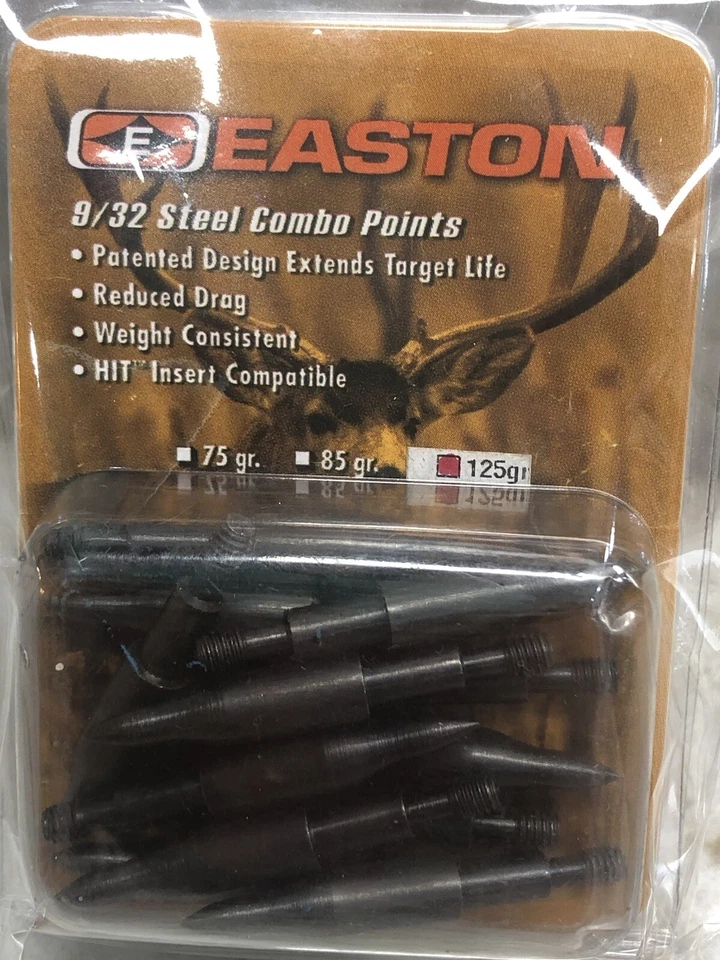 E EASTON
9/32 Steel Combo Points
• Patented Design Extends Target Life
• Reduced Drag
• Weight Consistent
• HIT™ Insert Compatible
75 gr. 85 gr. 125gr